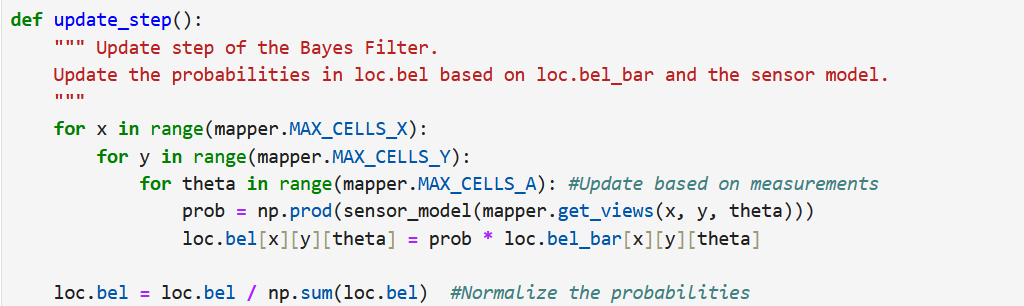 def update_step():
    """ Update step of the Bayes Filter.
    Update the probabilities in loc.bel based on loc.bel_bar and the sensor model.
    """
    for x in range(mapper.MAX_CELLS_X):
        for y in range(mapper.MAX_CELLS_Y):
            for theta in range(mapper.MAX_CELLS_A): #Update based on measurements
                prob = np.prod(sensor_model(mapper.get_views(x, y, theta)))
                loc.bel[x][y][theta] = prob * loc.bel_bar[x][y][theta]

    loc.bel = loc.bel / np.sum(loc.bel)  #Normalize the probabilities